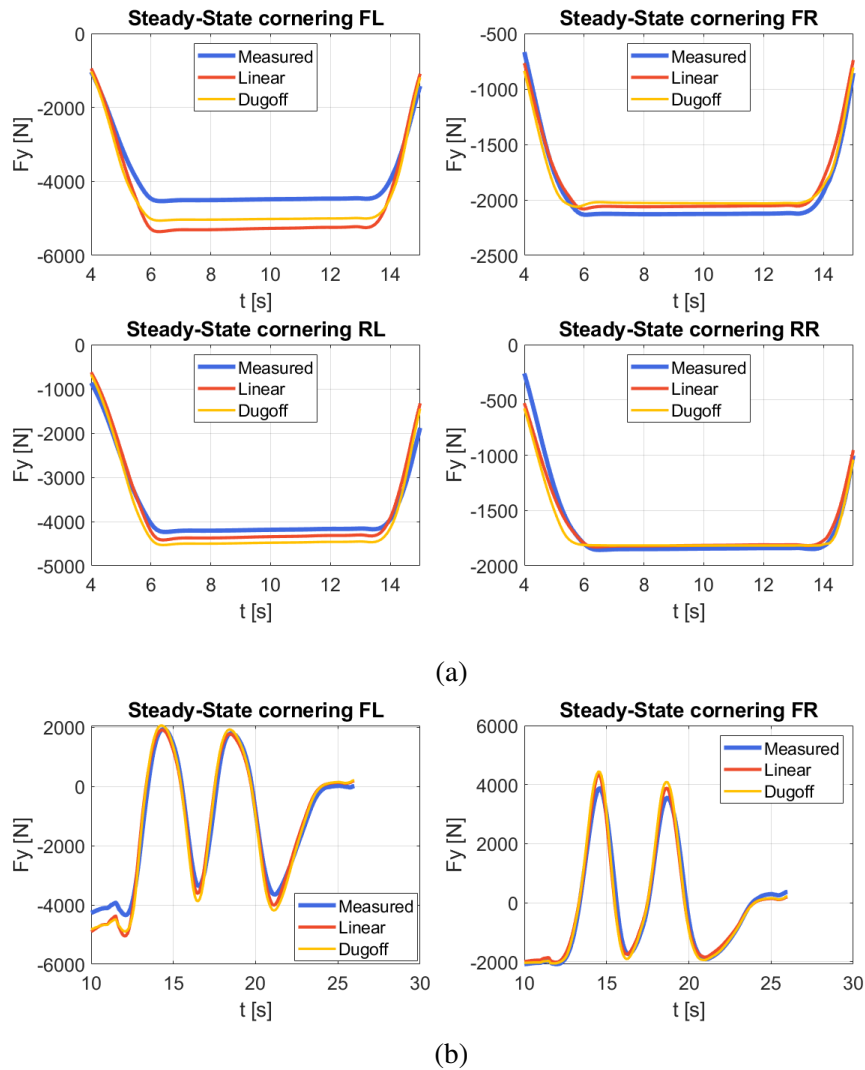 Steady-State cornering FL
0
-2000
-4000
-6000
Fy [N]
Measured
Linear
Dugoff
4 6 8 10 12 14
t [s]
Steady-State cornering FR
-500
-1000
-1500
-2000
-2500
Fy [N]
Measured
Linear
Dugoff
4 6 8 10 12 14
t [s]
Steady-State cornering RL
0
-1000
-2000
-3000
-4000
-5000
Fy [N]
Measured
Linear
Dugoff
4 6 8 10 12 14
t [s]
Steady-State cornering RR
0
-500
-1000
-1500
-2000
Fy [N]
Measured
Linear
Dugoff
4 6 8 10 12 14
t [s]
(a)
Steady-State cornering FL
2000
0
-2000
-4000
-6000
Fy [N]
Measured
Linear
Dugoff
10 15 20 25 30
t [s]
Steady-State cornering FR
6000
4000
2000
0
-2000
Fy [N]
Measured
Linear
Dugoff
10 15 20 25 30
t [s]
(b)